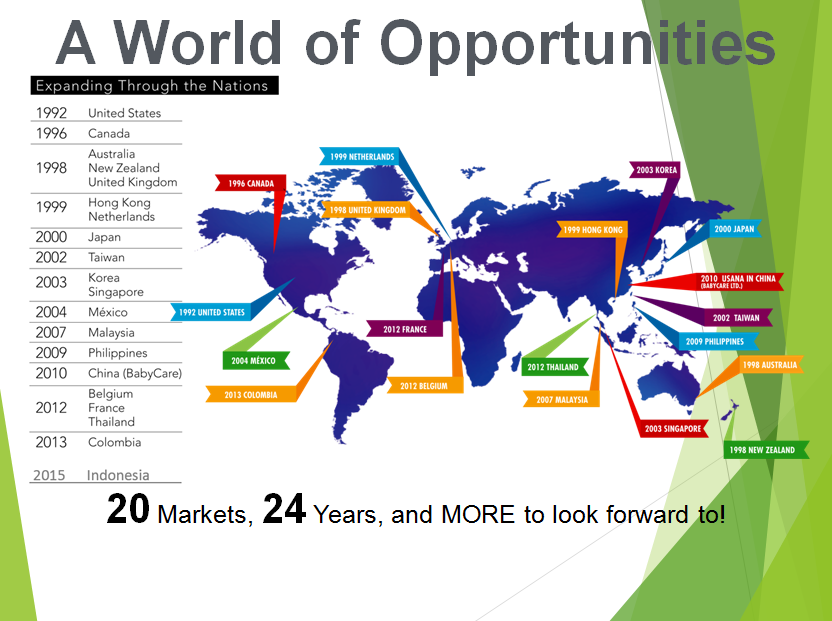 A World of Opportunities
Expanding Through the Nations
1992 United States
1996 Canada
1998 Australia
New Zealand
United Kingdom
1999 Hong Kong
Netherlands
2000 Japan
2002 Taiwan
2003 Korea
Singapore
2004 México
2007 Malaysia
2009 Philippines
2010 China (BabyCare)
2012 Belgium
France
Thailand
2013 Colombia
2015 Indonesia
1999 NETHERLANDS
1996 CANADA
1998 UNITED KINGDOM
2003 KOREA
1999 HONG KONG
2000 JAPAN
2010 USANA IN CHINA
(BABYCARE LTD.)
1992 UNITED STATES
2002 TAIWAN
2012 FRANCE
2009 PHILIPPINES
2004 MÉXICO
2012 THAILAND
1998 AUSTRALIA
2012 BELGIUM
2013 COLOMBIA
2007 MALAYSIA
2003 SINGAPORE
1998 NEW ZEALAND
20 Markets, 24 Years, and MORE to look forward to!